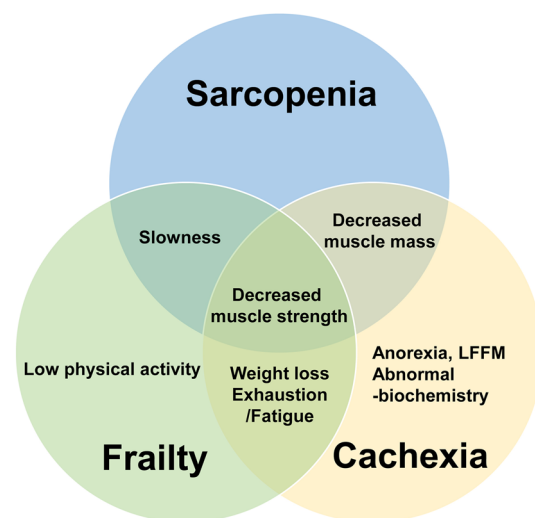 Sarcopenia
Slowness
Decreased
muscle mass
Decreased
muscle strength
Low physical activity
Weight loss
Exhaustion
/Fatigue
Anorexia, LFFM
Abnormal
-biochemistry
Frailty
Cachexia